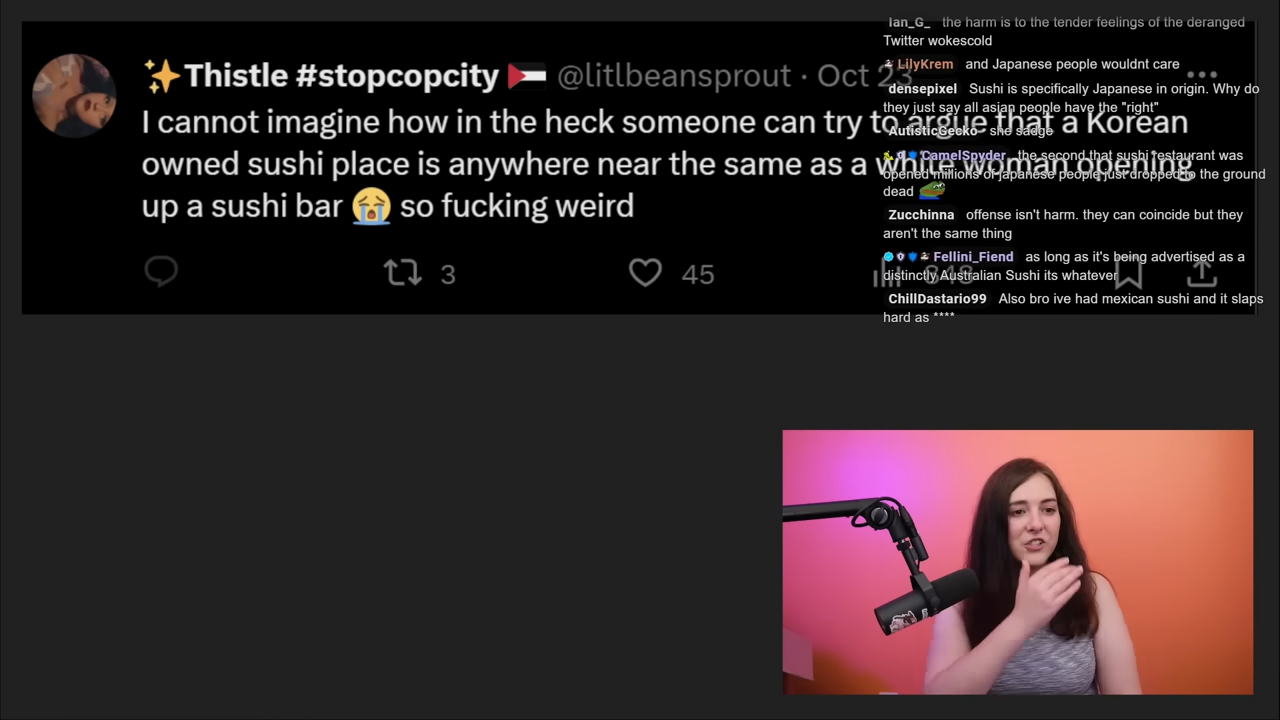 ✨Thistle #stopcopcity 🇵🇸 @litlbeansprout · Oct 23
I cannot imagine how in the heck someone can try to argue that a Korean
owned sushi place is anywhere near the same as a white woman opening
up a sushi bar 😭 so fucking weird
3
45
848
Ian_G_ the harm is to the tender feelings of the deranged
Twitter wokescold
LilyKrem and Japanese people wouldnt care
densepixel Sushi is specifically Japanese in origin. Why do
they just say all asian people have the "right"
AutisticGecko she sadge
CamelSpyder the second that sushi restaurant was
opened millions of japanese people just dropped to the ground
dead
Zucchinna offense isn't harm. they can coincide but they
aren't the same thing
Fellini_Fiend as long as it's being advertised as a
distinctly Australian Sushi its whatever
ChillDastario99 Also bro ive had mexican sushi and it slaps
hard as ****